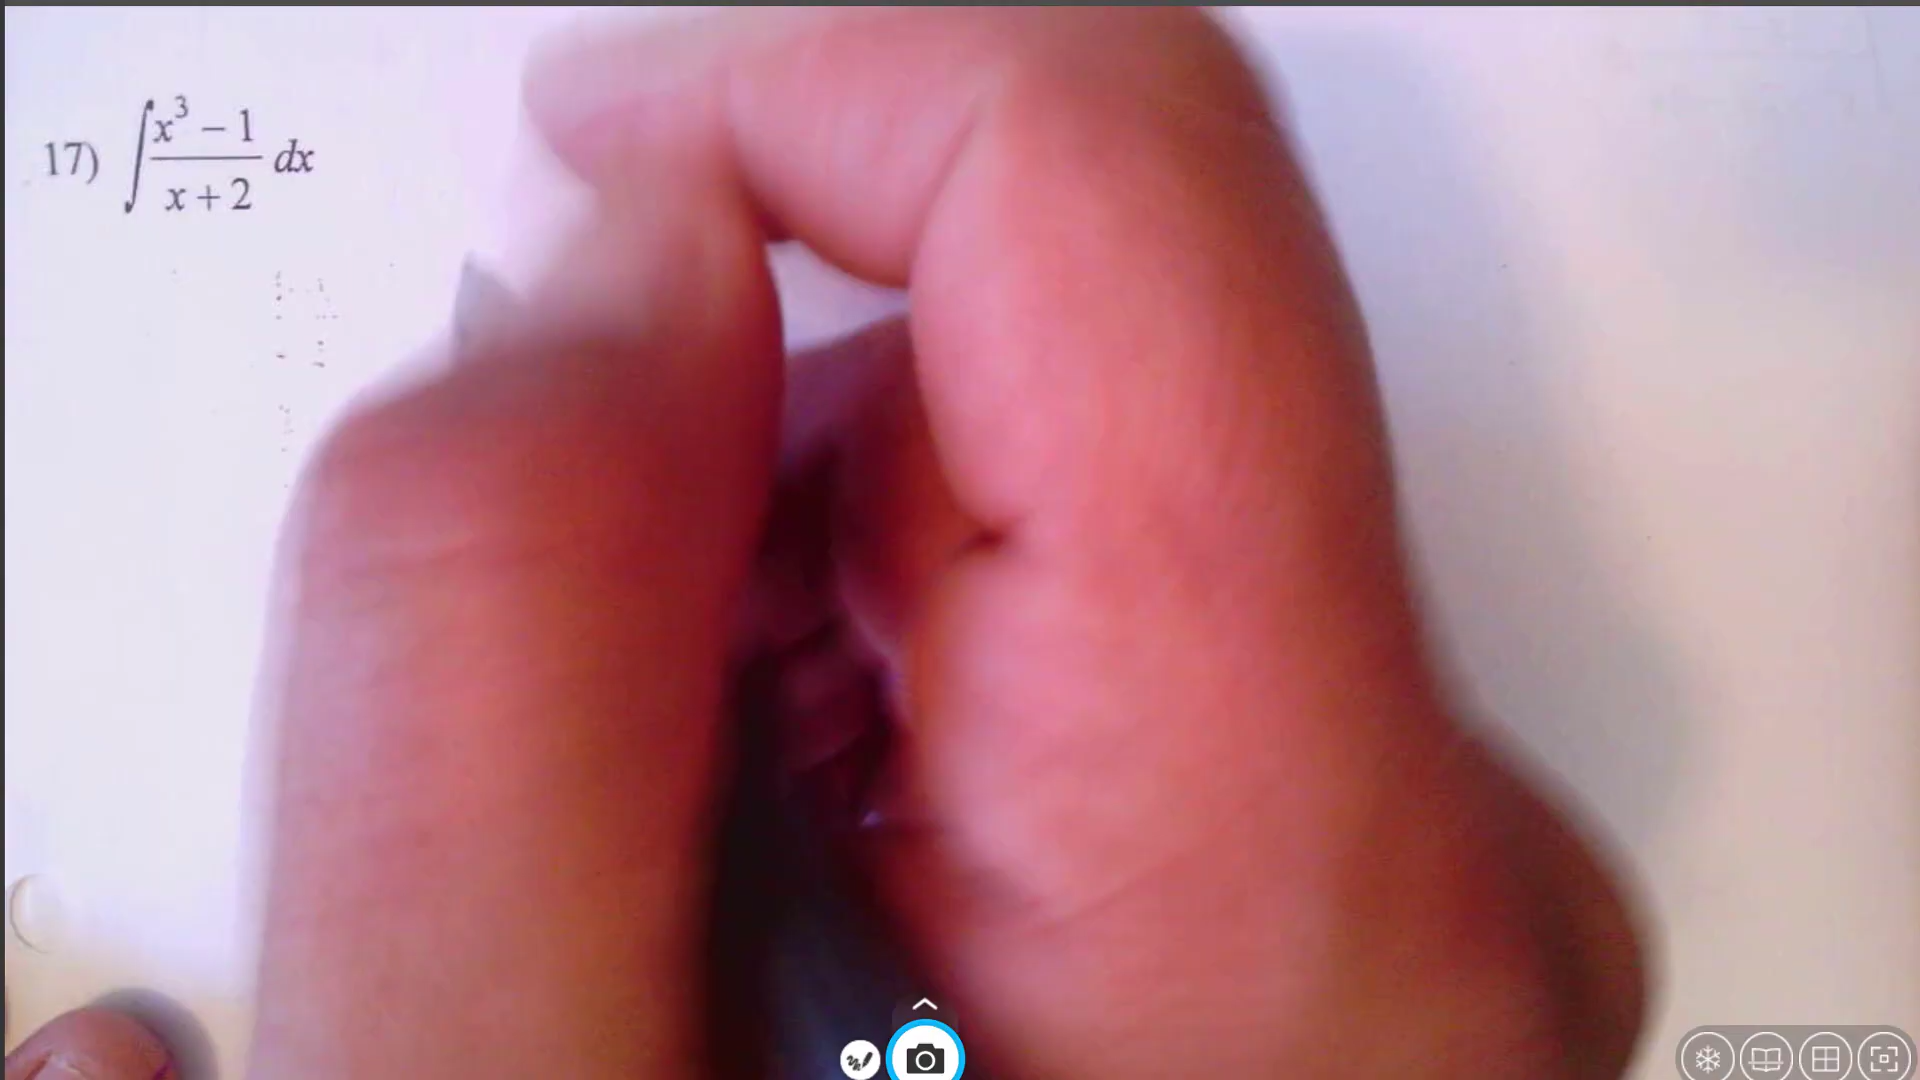 17) ∫ x³ − 1 / x + 2 dx